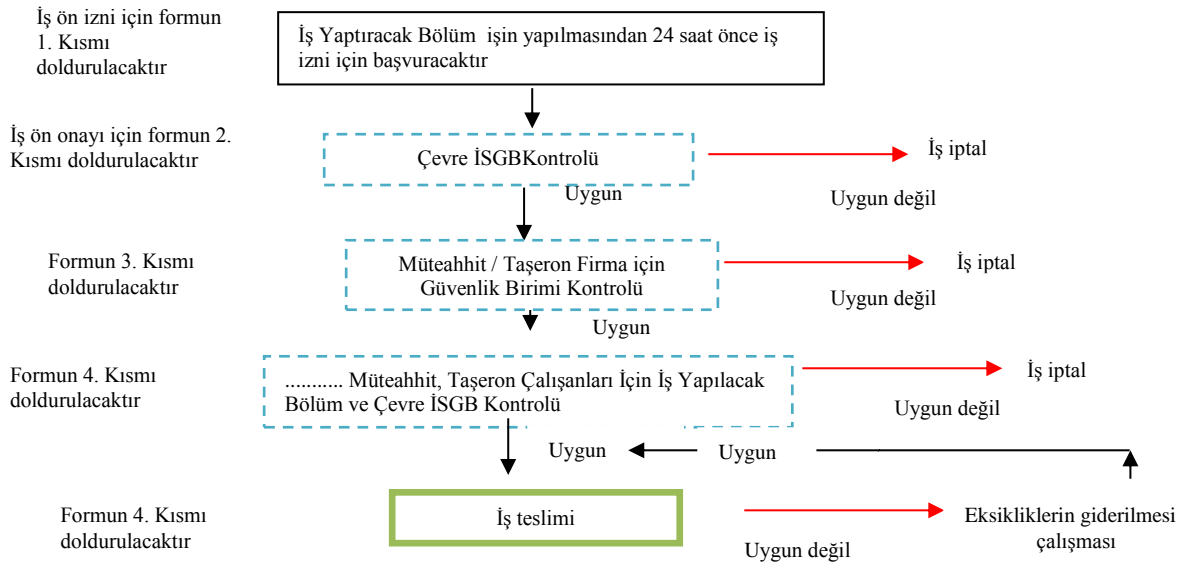 İş ön izni için formun
1. Kısmı
doldurulacaktır
İş Yaptıracak Bölüm işin yapılmasından 24 saat önce iş
izni için başvuracaktır
İş ön onayı için formun 2.
Kısmı doldurulacaktır
Çevre İSGBKontrolü
İş iptal
Uygun
Uygun değil
Formun 3. Kısmı
doldurulacaktır
Müteahhit / Taşeron Firma için
Güvenlik Birimi Kontrolü
İş iptal
Uygun değil
Uygun
Formun 4. Kısmı
doldurulacaktır
........... Müteahhit, Taşeron Çalışanları İçin İş Yapılacak
Bölüm ve Çevre İSGB Kontrolü
İş iptal
Uygun değil
Uygun
Uygun
Formun 4. Kısmı
doldurulacaktır
İş teslimi
Uygun değil
Eksikliklerin giderilmesi
çalışması